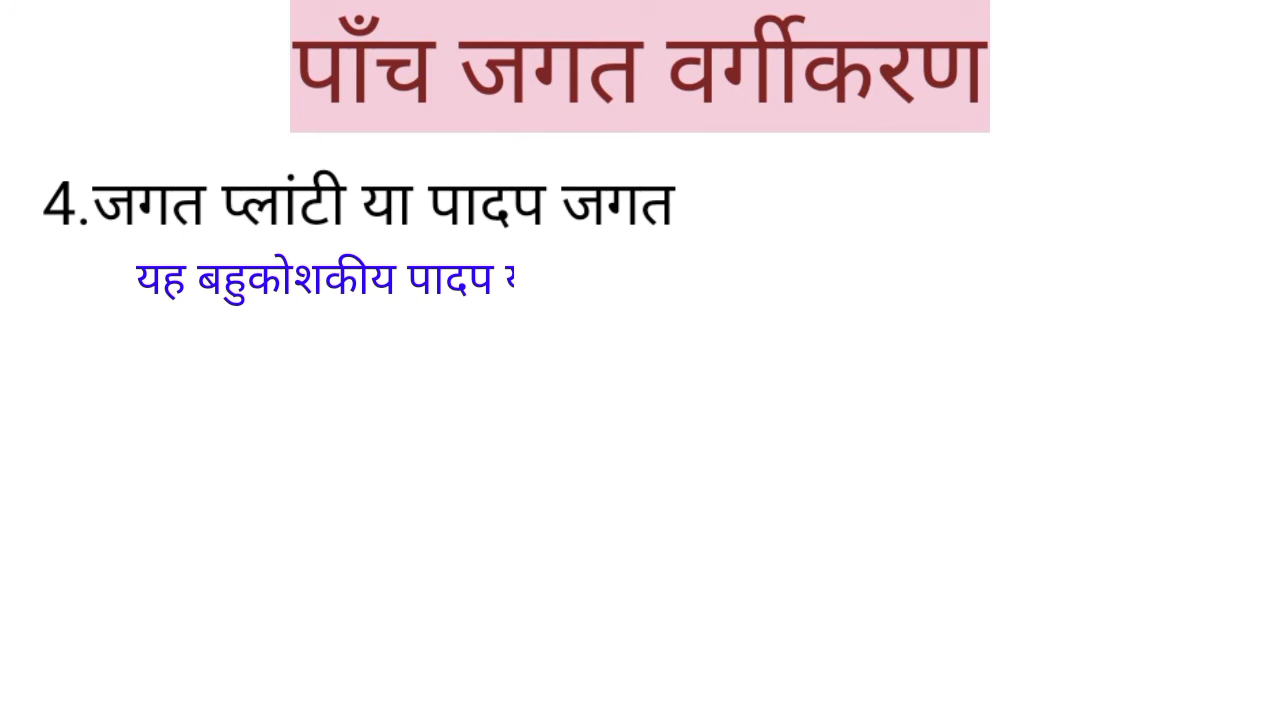 पाँच जगत वर्गीकरण
4.जगत प्लांटी या पादप जगत
यह बहुकोशकीय पादप